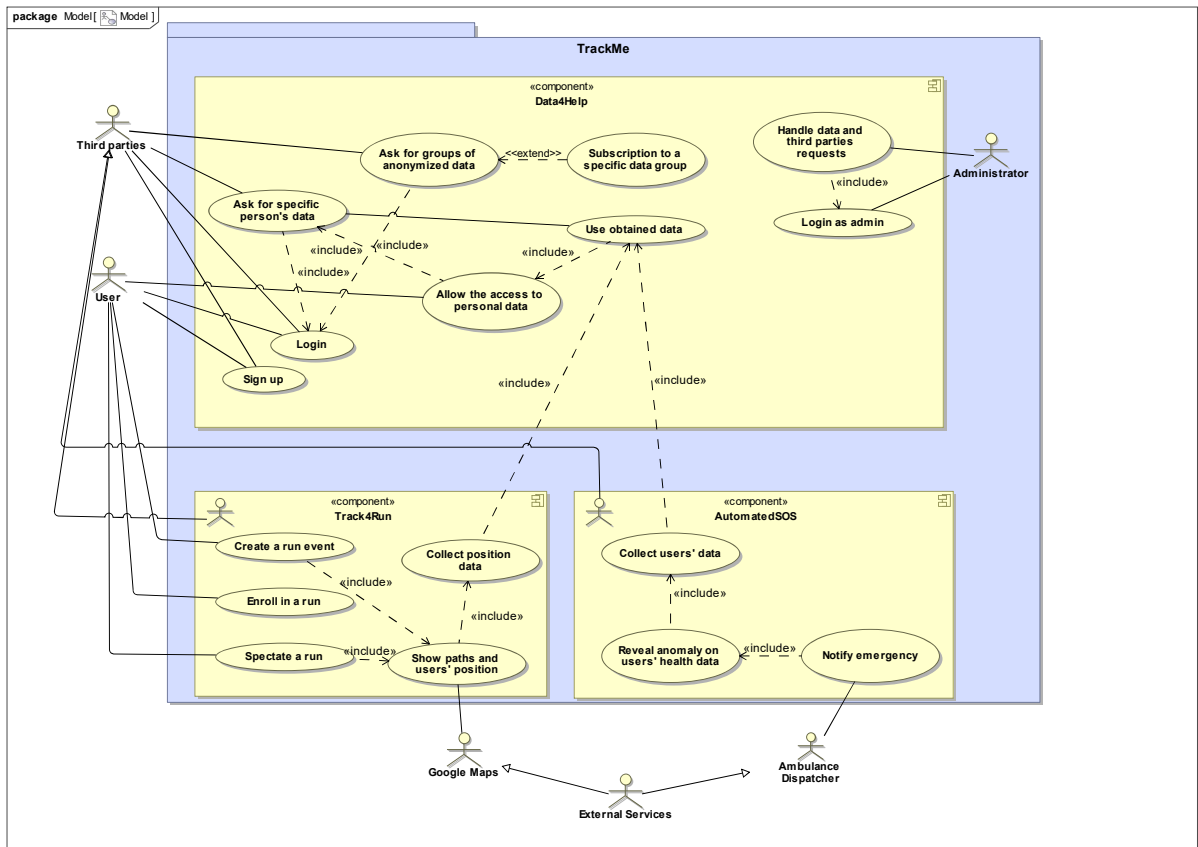 package Model [ Model ]
TrackMe
«component»
Data4Help
Third parties
Ask for groups of
anonymized data
<<extend>>
Subscription to a
specific data group
Handle data and
third parties
requests
Administrator
«include»
Login as admin
Ask for specific
person's data
Use obtained data
«include»
«include»
«include»
«include»
User
Allow the access to
personal data
Login
Sign up
«include»
«include»
«component»
Track4Run
«component»
AutomatedSOS
Create a run event
Collect position
data
Collect users' data
«include»
Enroll in a run
«include»
«include»
Spectate a run
«include»
Show paths and
users' position
Reveal anomaly on
users' health data
«include»
Notify emergency
Google Maps
Ambulance
Dispatcher
External Services